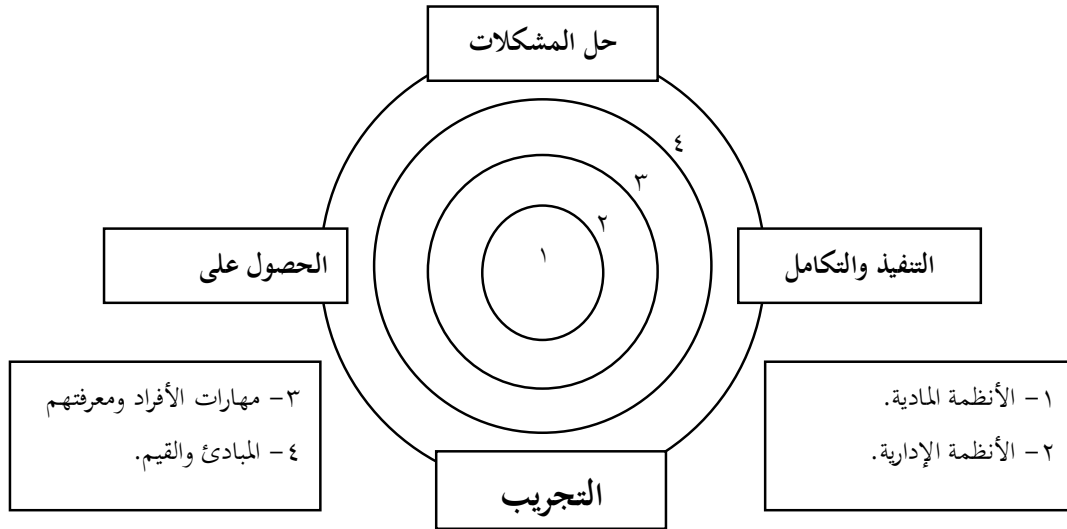 حل المشكلات
٤
٣
٢
١
التنفيذ والتكامل
الحصول على
١- الأنظمة المادية.
٢- الأنظمة الإدارية.
٣- مهارات الأفراد ومعرفتهم
٤- المبادئ والقيم.
التجريب